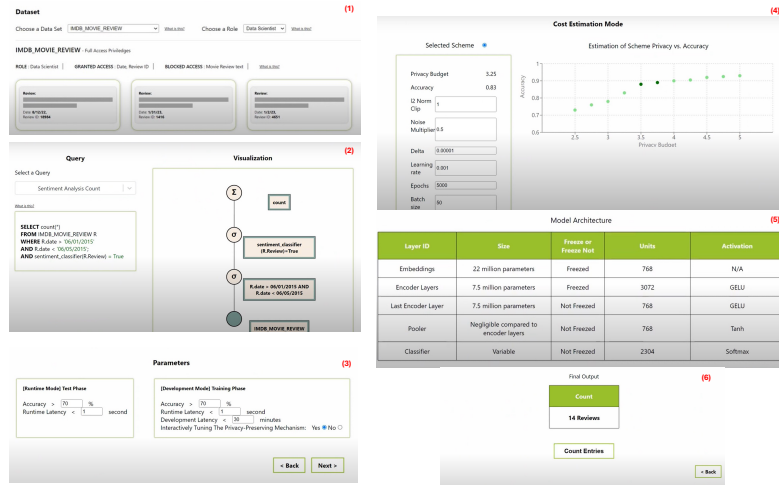 (1)
Dataset
Choose a Data Set IMDB_MOVIE_REVIEW What is this? Choose a Role Data Scientist What is this?
IMDB_MOVIE_REVIEW - Full Access Priviledges
ROLE : Data Scientist | GRANTED ACCESS : Date; Review ID | BLOCKED ACCESS : Movie Review text | What is this?
Review: Review: Review:
Date: 8/12/22, Date: 1/31/23, Date: 1/2/23,
Review ID: 18984 Review ID: 1416 Review ID: 4651
(2)
Query Visualization
Select a Query
Sentiment Analysis Count
What is this?
SELECT count(*)
FROM IMDB_MOVIE_REVIEW R
WHERE R.date = '06/01/2015'
AND R.date < '06/05/2015';
AND sentiment_classifier(R.Review) = True
Σ
count
σ
sentiment_classifier
(R.Review)=True
σ
R.date = 06/01/2015 AND
R.date < 06/05/2015
IMDB_MOVIE_REVIEW
(3)
Parameters
[Runtime Mode] Test Phase
Accuracy > 70 %
Runtime Latency < 1 second
[Development Mode] Training Phase
Accuracy > 70 %
Runtime Latency < 1 second
Development Latency < 30 minutes
Interactively Tuning The Privacy-Preserving Mechanism: Yes No
< Back Next >
(4)
Cost Estimation Mode
Selected Scheme
Privacy Budget 3.25
Accuracy 0.83
l2 Norm
Clip 1
Noise
Multiplier 0.5
Delta 0.00001
Learning
rate 0.001
Epochs 5000
Batch
size 50
Estimation of Scheme Privacy vs. Accuracy
Accuracy
1
0.9
0.8
0.7
0.6
2.5 3 3.5 4 4.5 5
Privacy Budget
(5)
Model Architecture
Layer ID Size Freeze or Freeze Not Units Activation
Embeddings 22 million parameters Freezed 768 N/A
Encoder Layers 7.5 million parameters Freezed 3072 GELU
Last Encoder Layer 7.5 million parameters Not Freezed 768 GELU
Pooler Negligible compared to encoder layers Not Freezed 768 Tanh
Classifier Variable Not Freezed 2304 Softmax
(6)
Final Output
Count
14 Reviews
Count Entries
< Back